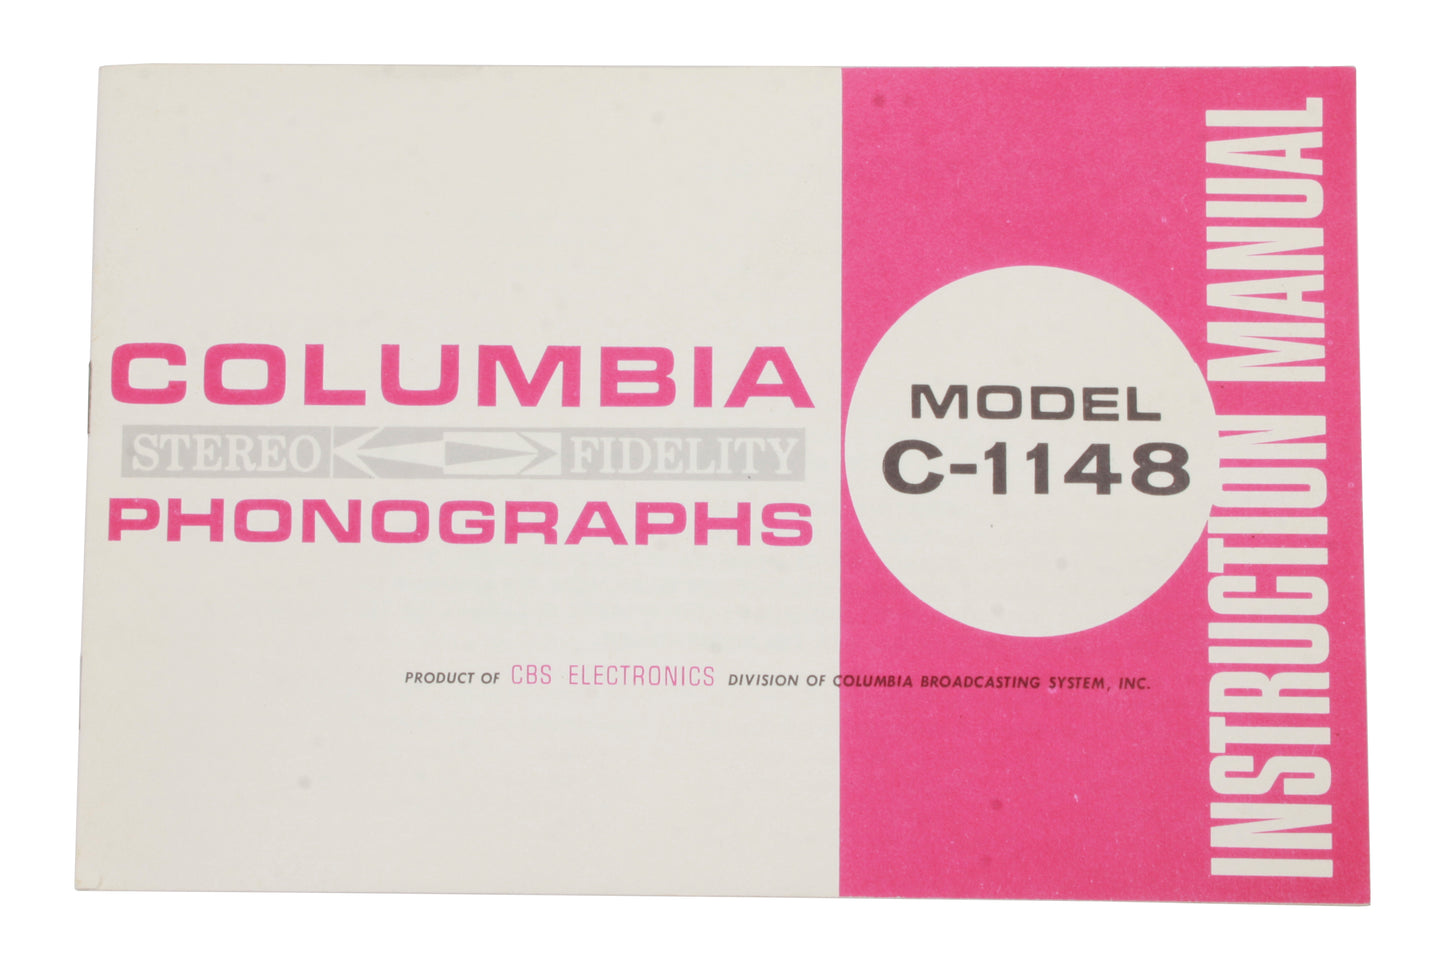 COLUMBIA
STEREO FIDELITY
PHONOGRAPHS
MODEL
C-1148
PRODUCT OF CBS ELECTRONICS DIVISION OF COLUMBIA BROADCASTING SYSTEM, INC.
INSTRUCTION MANUAL